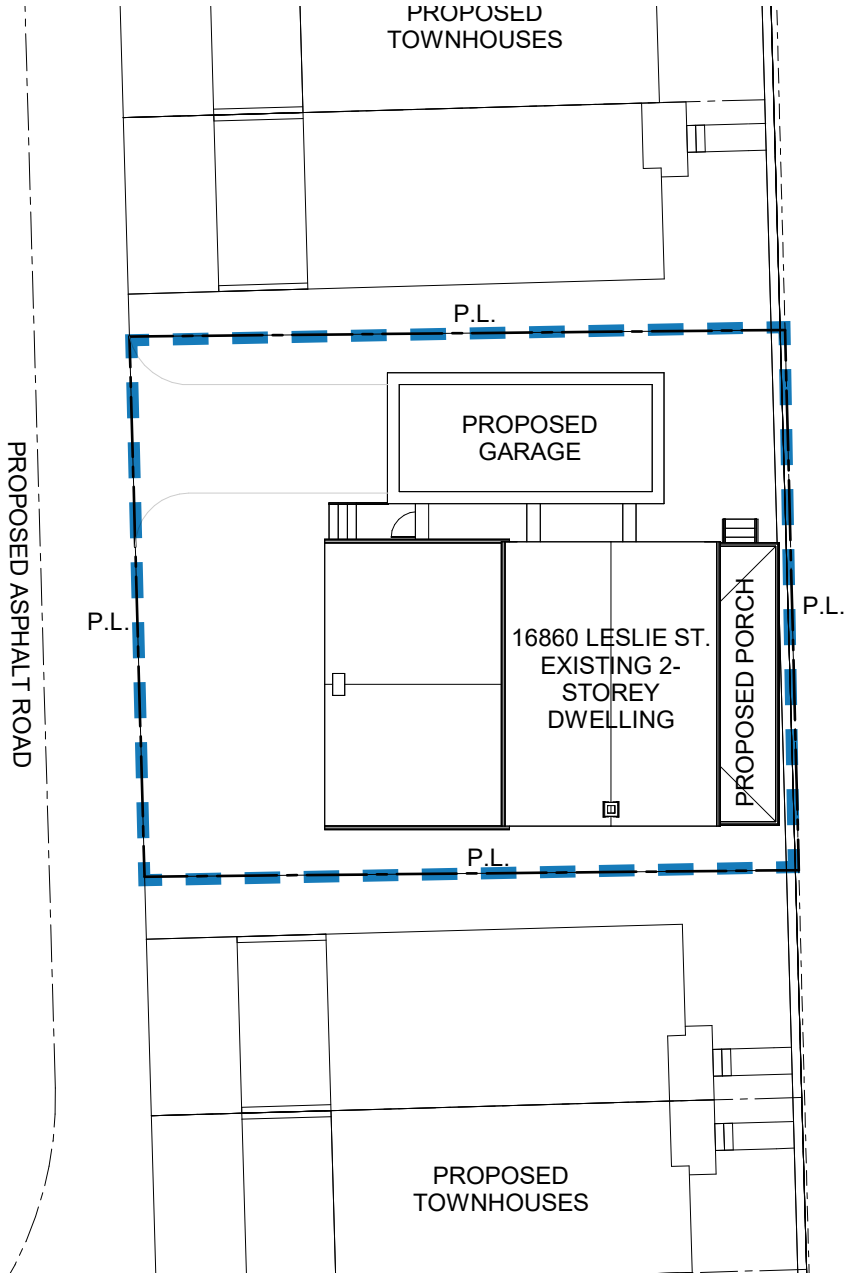 PROPOSED
TOWNHOUSES
P.L.
PROPOSED
GARAGE
PROPOSED ASPHALT ROAD
P.L.
16860 LESLIE ST.
EXISTING 2-
STOREY
DWELLING
PROPOSED PORCH
P.L.
P.L.
PROPOSED
TOWNHOUSES